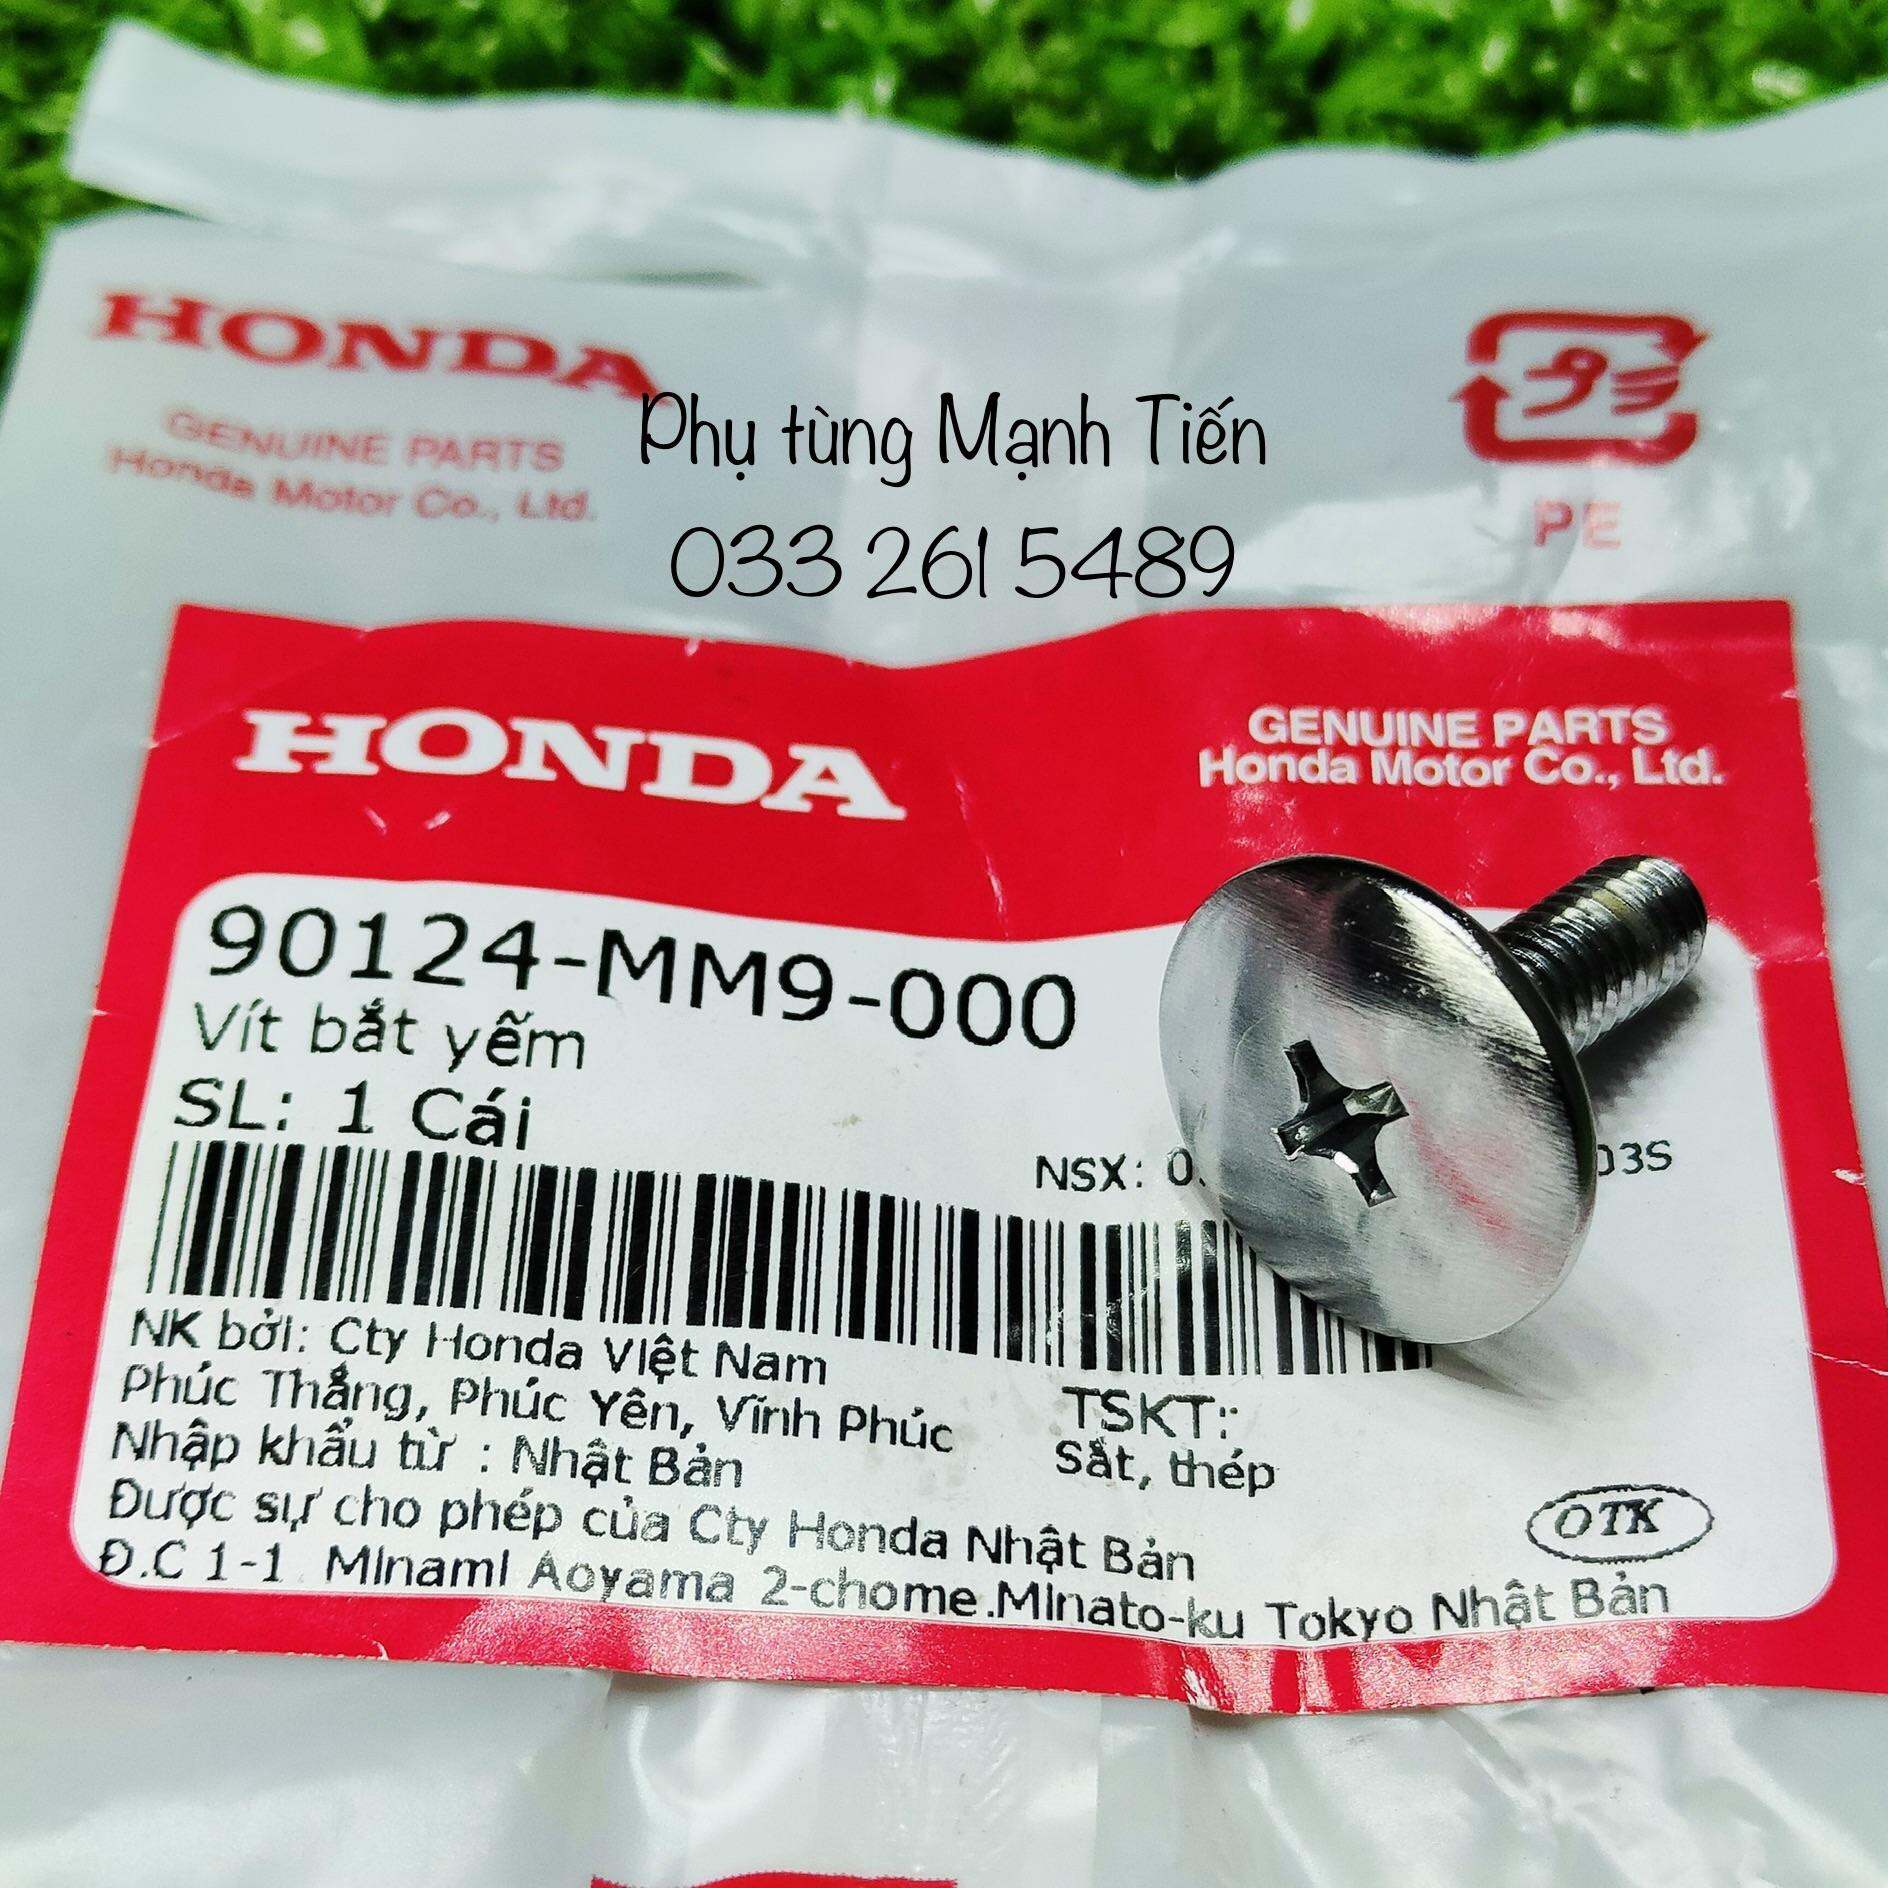 HONDA
GENUINE PARTS
Honda Motor Co., Ltd.
プラ
PE
Phụ tùng Mạnh Tiến
033 261 5489
HONDA
GENUINE PARTS
Honda Motor Co., Ltd.
90124-MM9-000
Vít bắt yếm
SL: 1 Cái
NSX:
03S
NK bởi: Cty Honda Việt Nam
Phúc Thắng, Phúc Yên, Vĩnh Phúc
Nhập khẩu từ : Nhật Bản
TSKT:
Sắt, thép
Được sự cho phép của Cty Honda Nhật Bản
Đ.C 1-1 Minami Aoyama 2-chome.Minato-ku Tokyo Nhật Bản
OTK